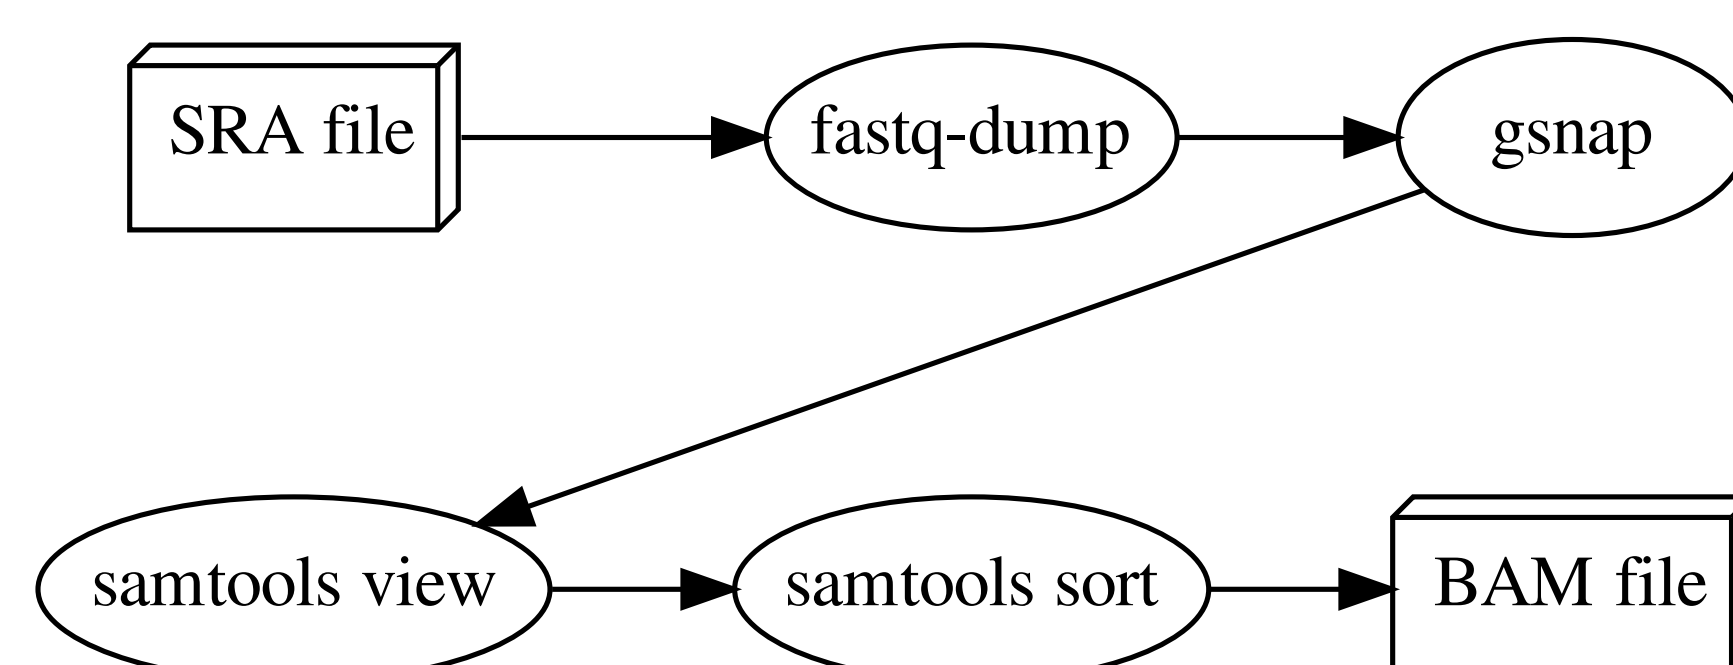 SRA file
fastq-dump
gsnap
samtools view
samtools sort
BAM file